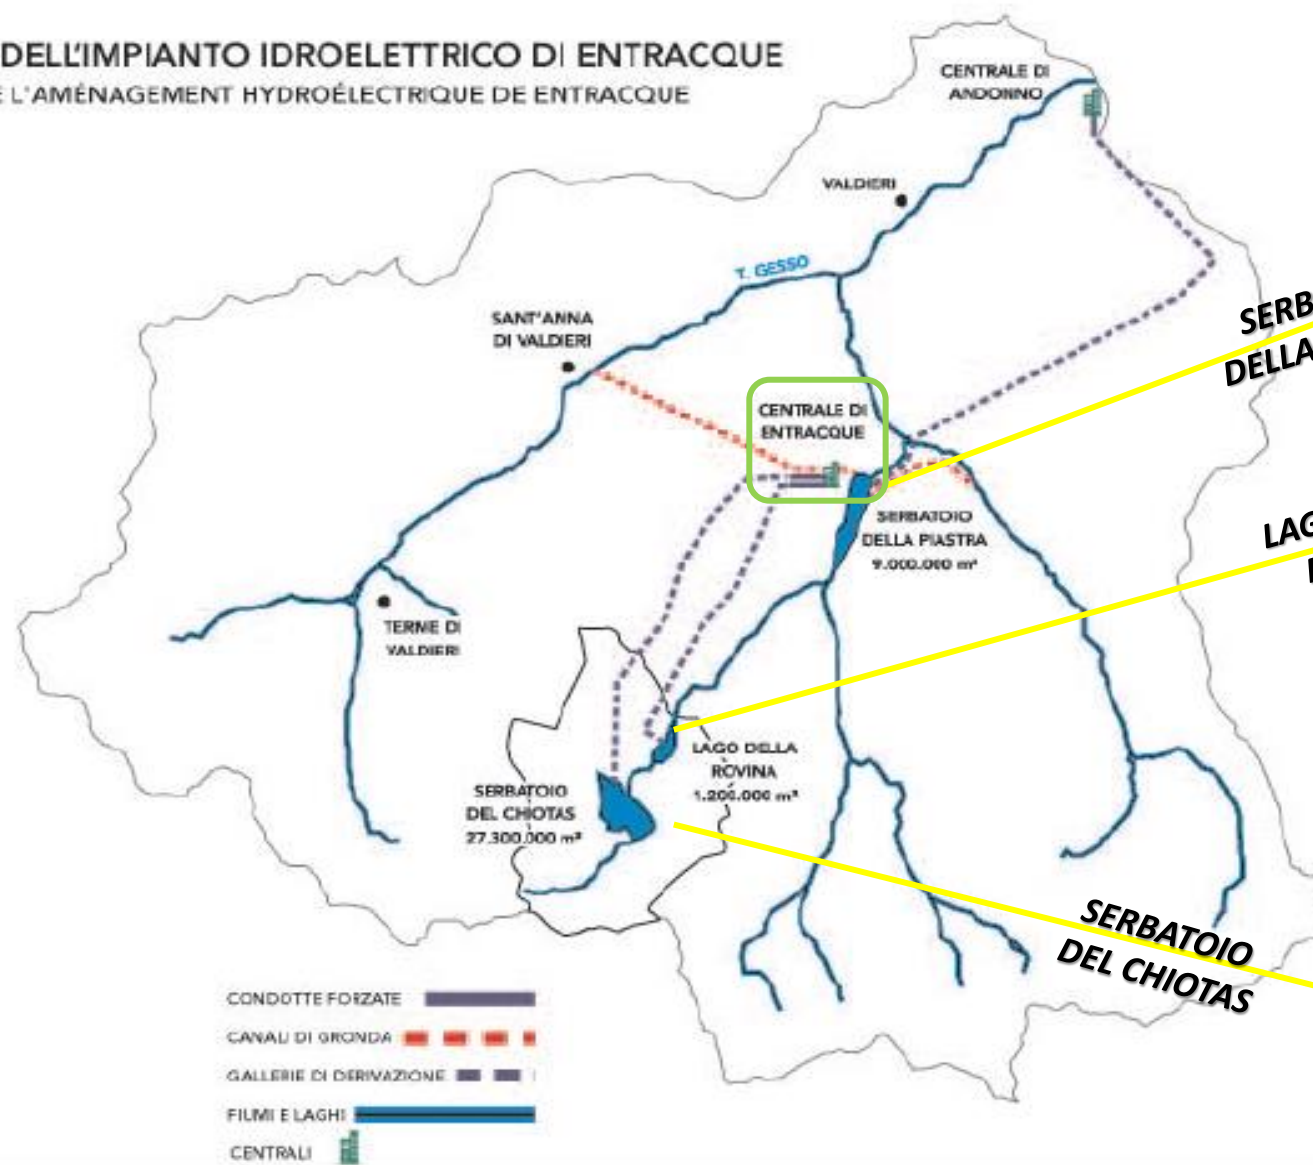 DELL'IMPIANTO IDROELETTRICO DI ENTRACQUE
E L'AMÉNAGEMENT HYDROÉLECTRIQUE DE ENTRACQUE
CENTRALE DI
ANDONNO
VALDIERI
T. GESSO
SANT'ANNA
DI VALDIERI
CENTRALE DI
ENTRACQUE
SERBATOIO
DELLA PIASTRA
9.000.000 m³
TERME DI
VALDIERI
LAGO DELLA
ROVINA
1.200.000 m³
SERBATOIO
DEL CHIOTAS
27.300.000 m³
SERB
DELLA
LAG
SERBATOIO
DEL CHIOTAS
CONDOTTE FORZATE
CANALI DI GRONDA
GALLERIE DI DERIVAZIONE
FIUMI E LAGHI
CENTRALI